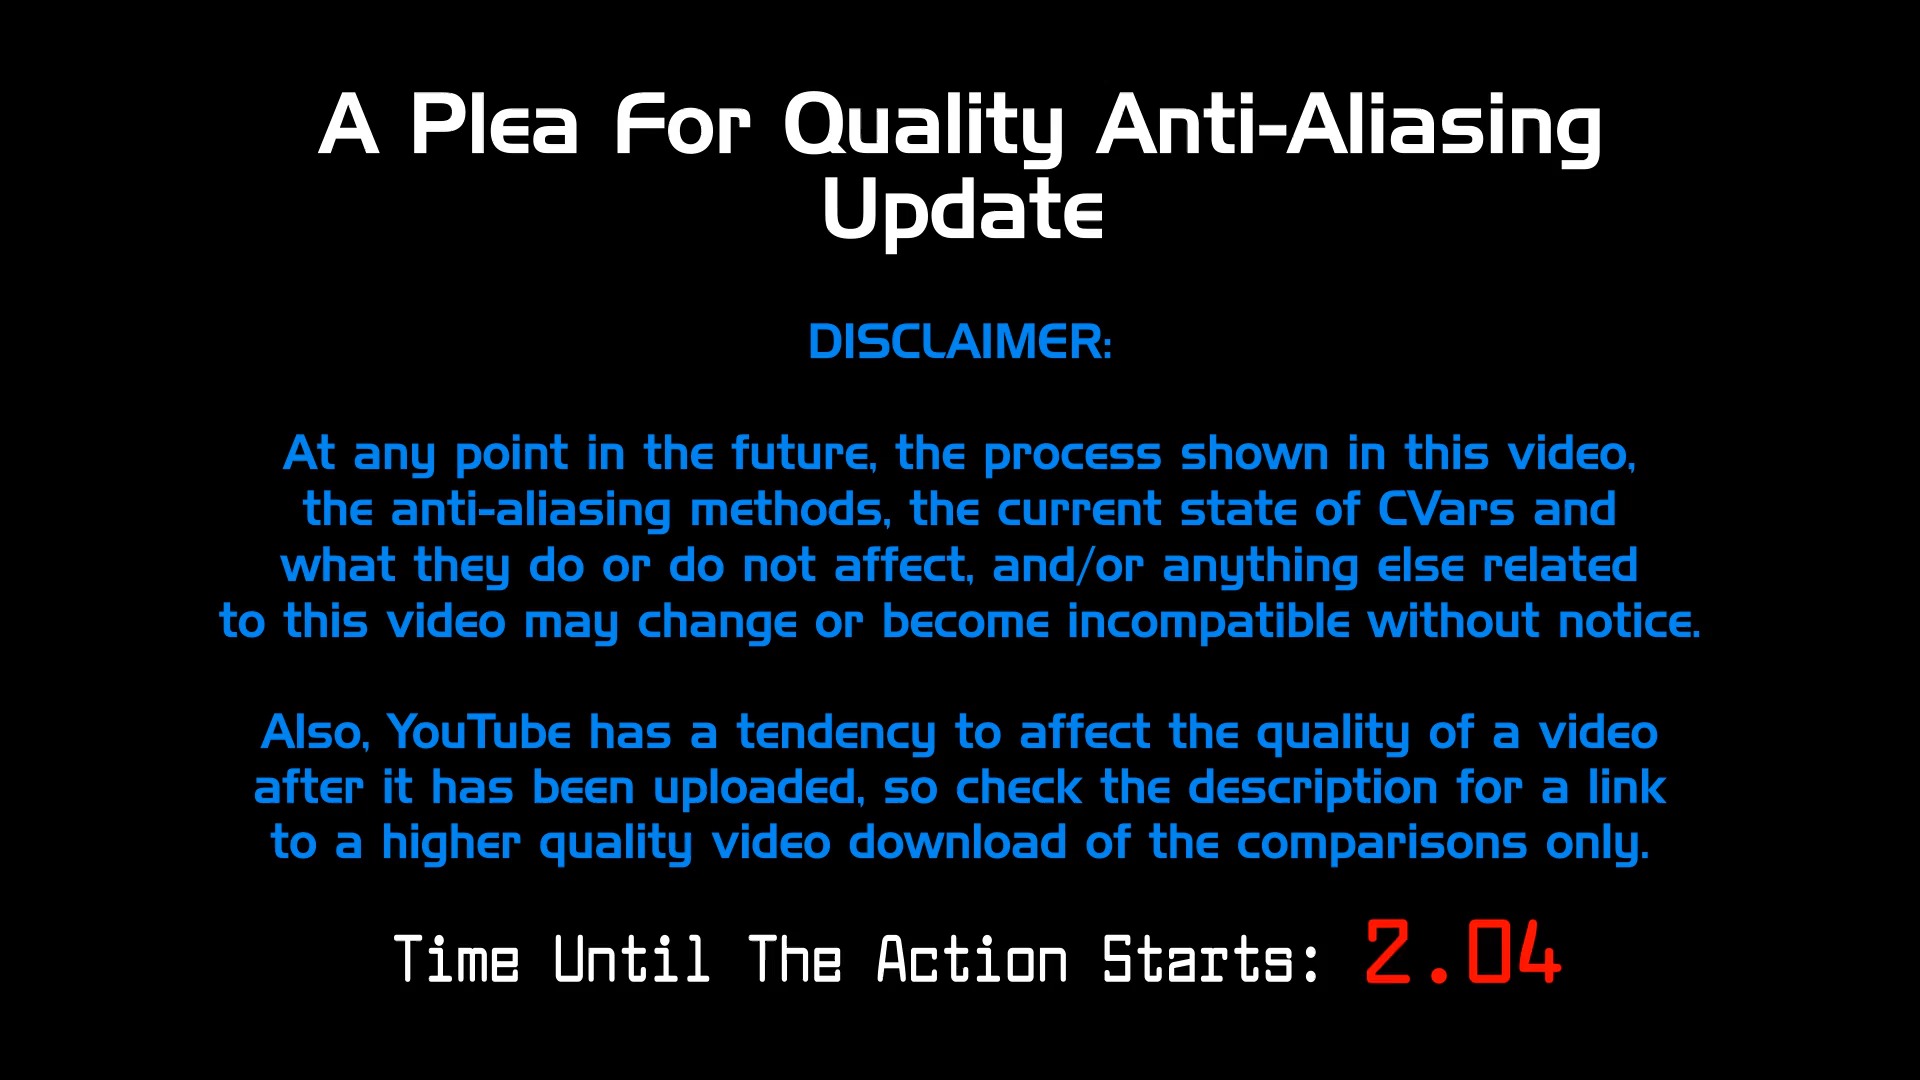 A Plea For Quality Anti-Aliasing
Update
DISCLAIMER:
At any point in the future, the process shown in this video,
the anti-aliasing methods, the current state of CVars and
what they do or do not affect, and/or anything else related
to this video may change or become incompatible without notice.
Also, YouTube has a tendency to affect the quality of a video
after it has been uploaded, so check the description for a link
to a higher quality video download of the comparisons only.
Time Until The Action Starts: 2.04